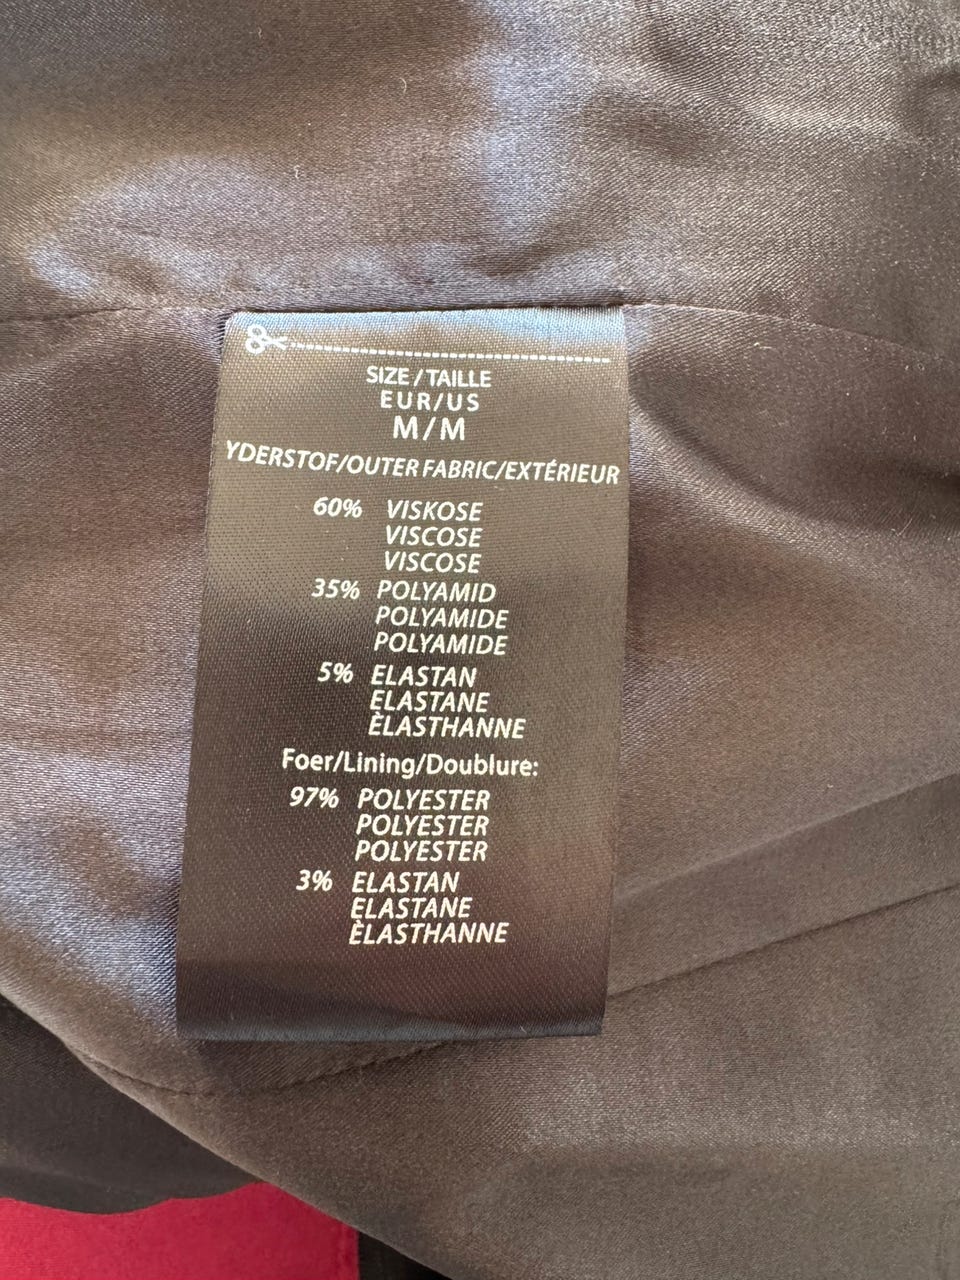 SIZE/TAILLE
EUR/US
M/M
YDERSTOF/OUTER FABRIC/EXTÉRIEUR
60% VISKOSE
VISCOSE
VISCOSE
35% POLYAMID
POLYAMIDE
POLYAMIDE
5% ELASTAN
ELASTANE
ÈLASTHANNE
Foer/Lining/Doublure:
97% POLYESTER
POLYESTER
POLYESTER
3% ELASTAN
ELASTANE
ÈLASTHANNE